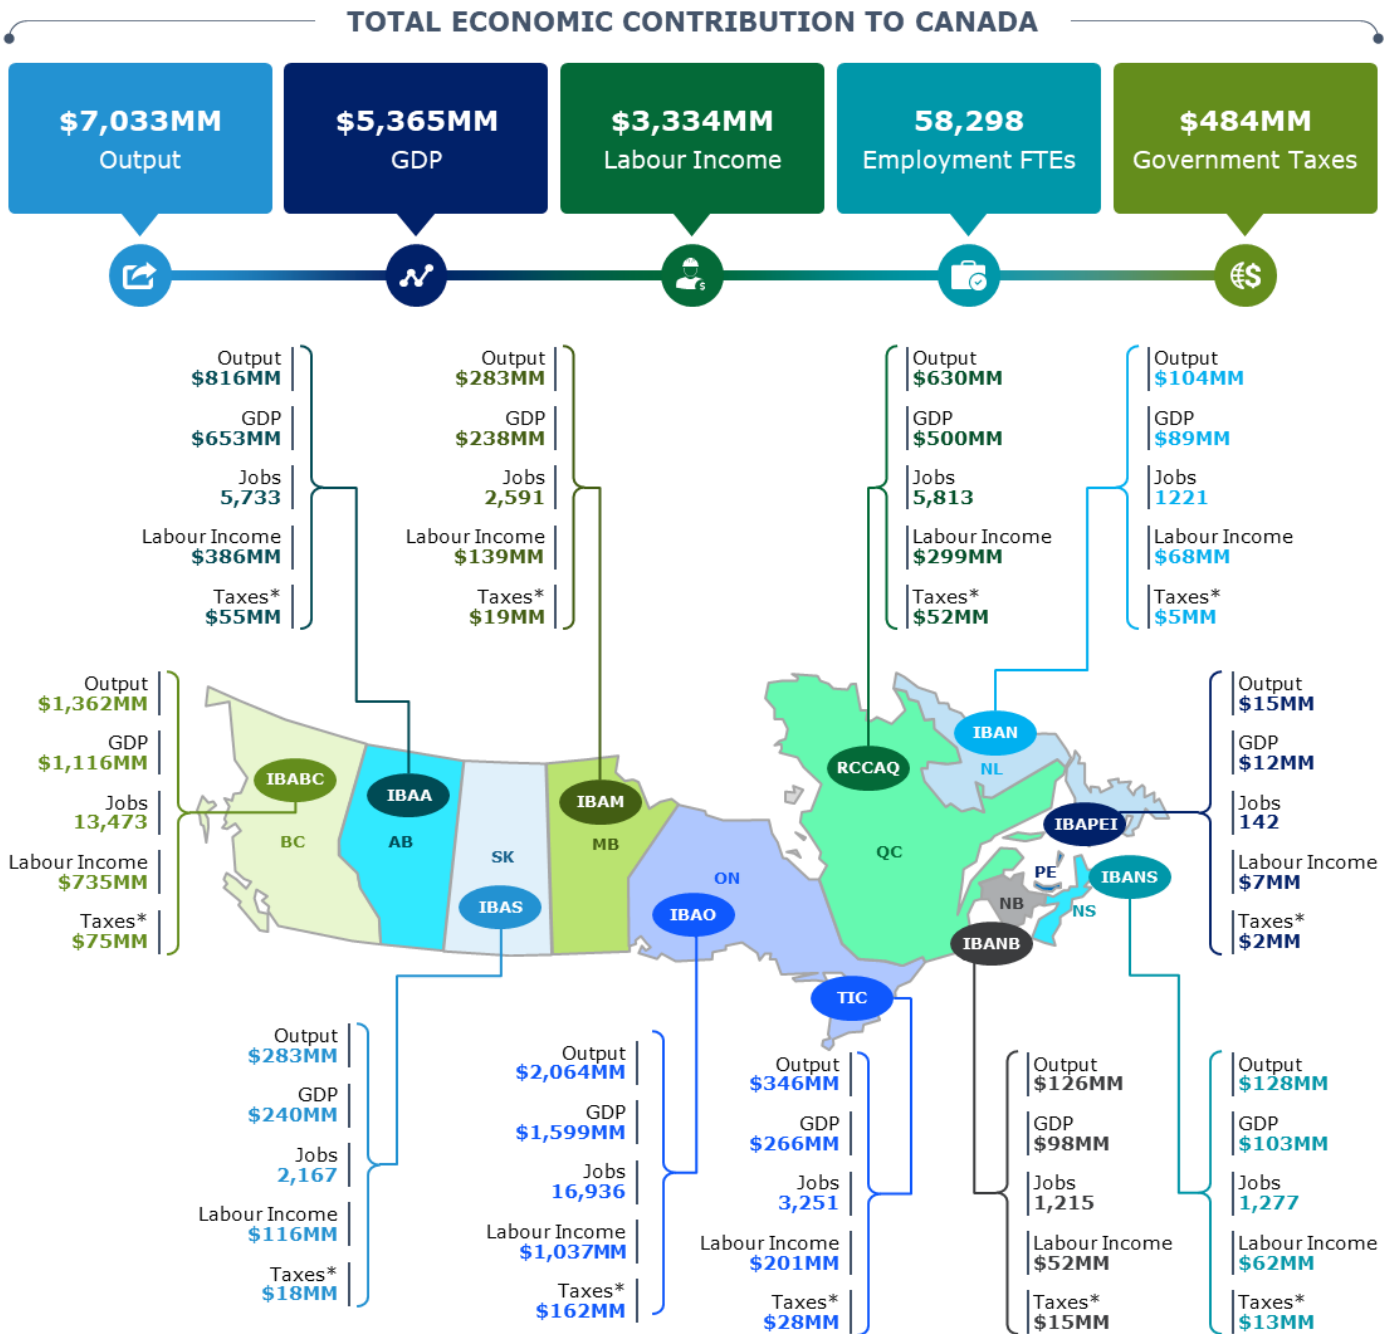 TOTAL ECONOMIC CONTRIBUTION TO CANADA
$7,033MM
Output
$5,365MM
GDP
$3,334MM
Labour Income
58,298
Employment FTEs
$484MM
Government Taxes
Output
$816MM
GDP
$653MM
Jobs
5,733
Labour Income
$386MM
Taxes*
$55MM
Output
$283MM
GDP
$238MM
Jobs
2,591
Labour Income
$139MM
Taxes*
$19MM
Output
$630MM
GDP
$500MM
Jobs
5,813
Labour Income
$299MM
Taxes*
$52MM
Output
$104MM
GDP
$89MM
Jobs
1221
Labour Income
$68MM
Taxes*
$5MM
Output
$1,362MM
GDP
$1,116MM
Jobs
13,473
Labour Income
$735MM
Taxes*
$75MM
IBABC
BC
IBAA
AB
SK
IBAS
IBAM
MB
ON
IBAO
TIC
RCCAQ
QC
IBAN
NL
IBAPEI
PE
IBANS
NS
NB
IBANB
Output
$15MM
GDP
$12MM
Jobs
142
Labour Income
$7MM
Taxes*
$2MM
Output
$283MM
GDP
$240MM
Jobs
2,167
Labour Income
$116MM
Taxes*
$18MM
Output
$2,064MM
GDP
$1,599MM
Jobs
16,936
Labour Income
$1,037MM
Taxes*
$162MM
Output
$346MM
GDP
$266MM
Jobs
3,251
Labour Income
$201MM
Taxes*
$28MM
Output
$126MM
GDP
$98MM
Jobs
1,215
Labour Income
$52MM
Taxes*
$15MM
Output
$128MM
GDP
$103MM
Jobs
1,277
Labour Income
$62MM
Taxes*
$13MM